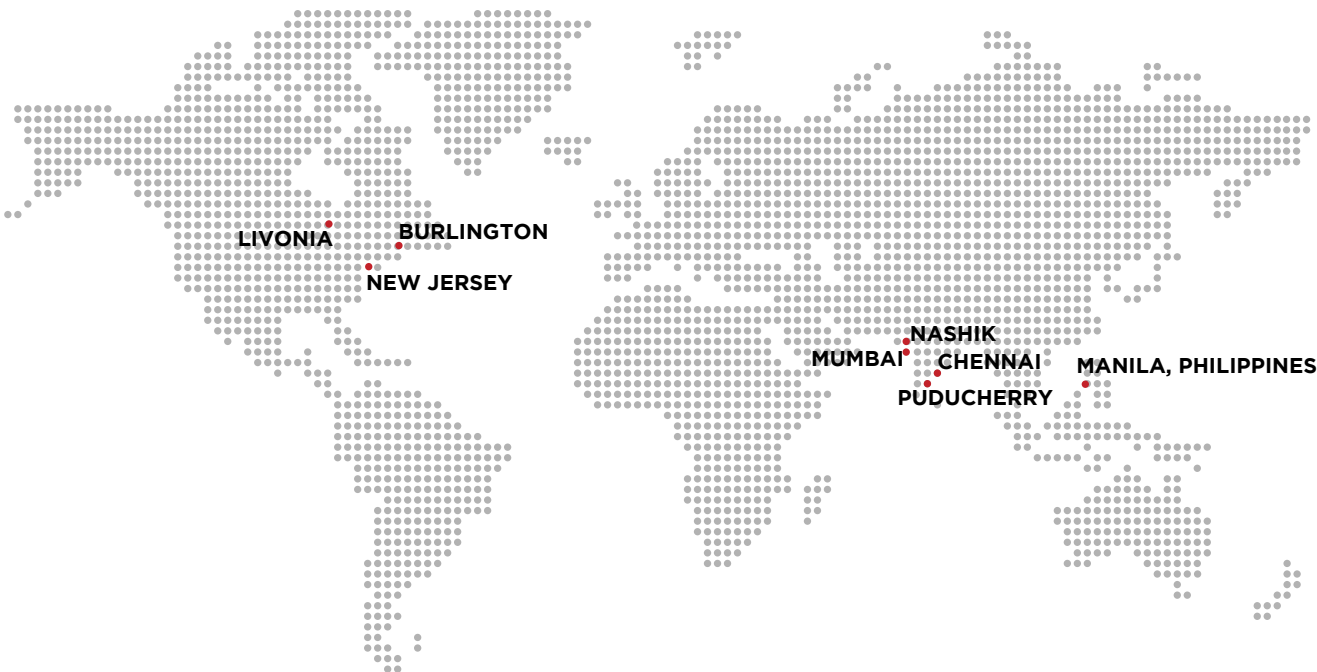 BURLINGTON
LIVONIA
NEW JERSEY
NASHIK
MUMBAI
CHENNAI
MANILA, PHILIPPINES
PUDUCHERRY